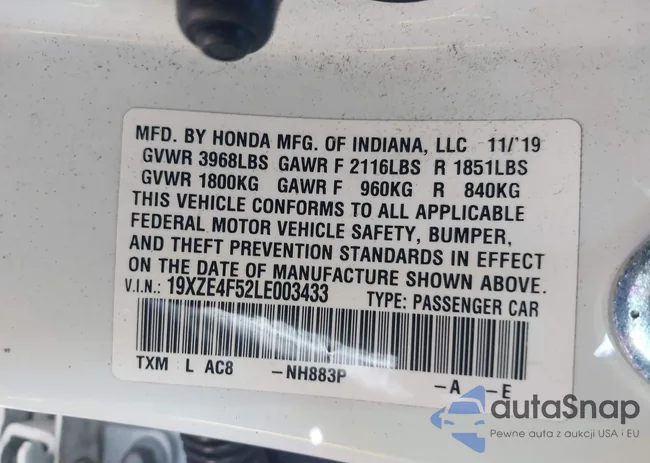 MFD. BY HONDA MFG. OF INDIANA, LLC 11/'19
GVWR 3968LBS GAWR F 2116LBS R 1851LBS
GVWR 1800KG GAWR F 960KG R 840KG
THIS VEHICLE CONFORMS TO ALL APPLICABLE
FEDERAL MOTOR VEHICLE SAFETY, BUMPER,
AND THEFT PREVENTION STANDARDS IN EFFECT
ON THE DATE OF MANUFACTURE SHOWN ABOVE.
V.I.N.: 19XZE4F52LE003433 TYPE: PASSENGER CAR
TXM L AC8 -NH883P -A -E
autaSnap
Pewne auta z aukcji USA i EU